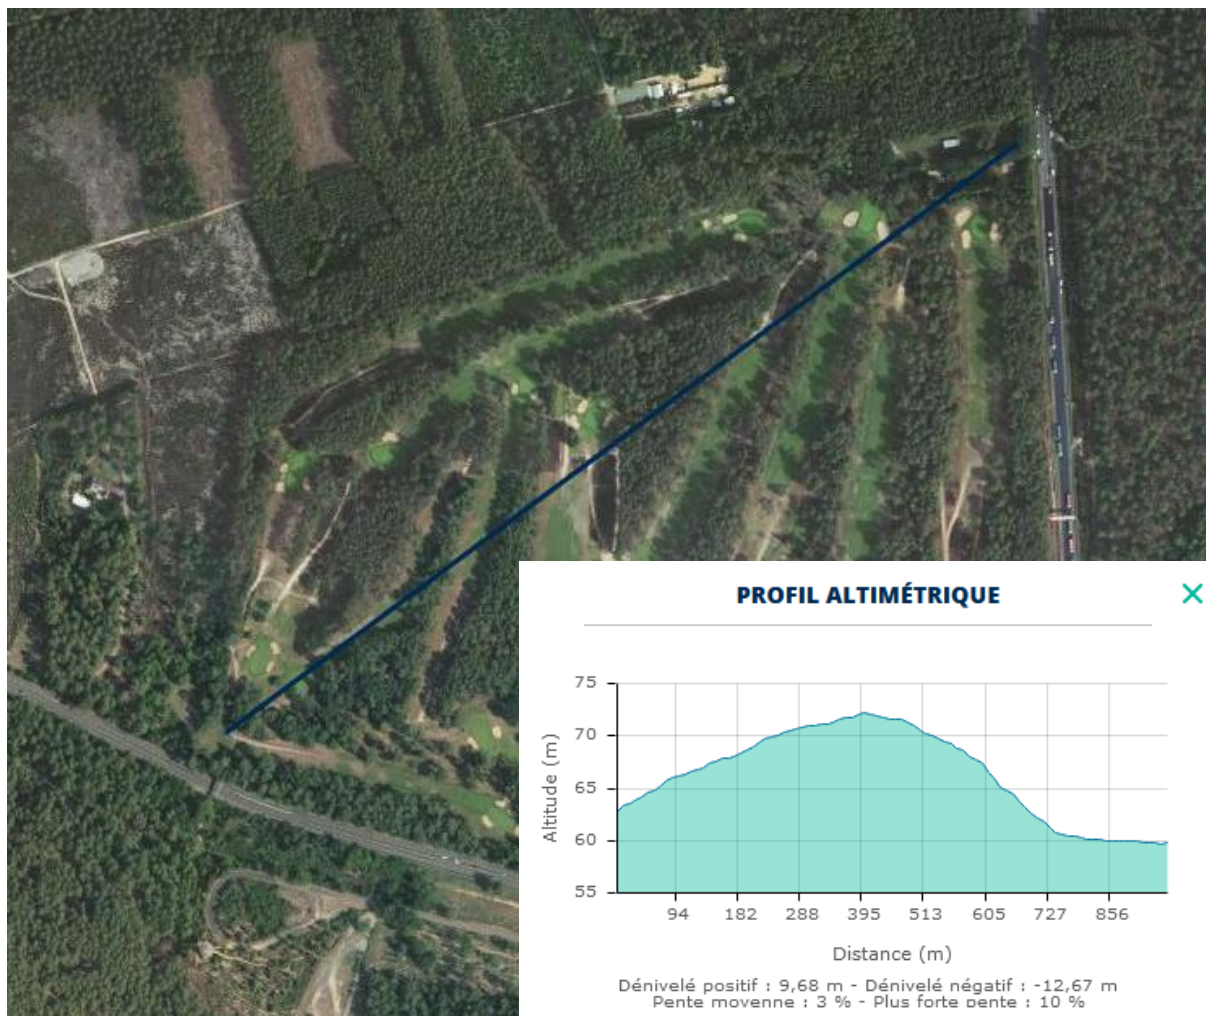 PROFIL ALTIMÉTRIQUE
75
70
65
60
55
Altitude (m)
94 182 288 395 513 605 727 856
Distance (m)
Dénivelé positif : 9,68 m - Dénivelé négatif : -12,67 m
Pente moyenne : 3 % - Plus forte pente : 10 %